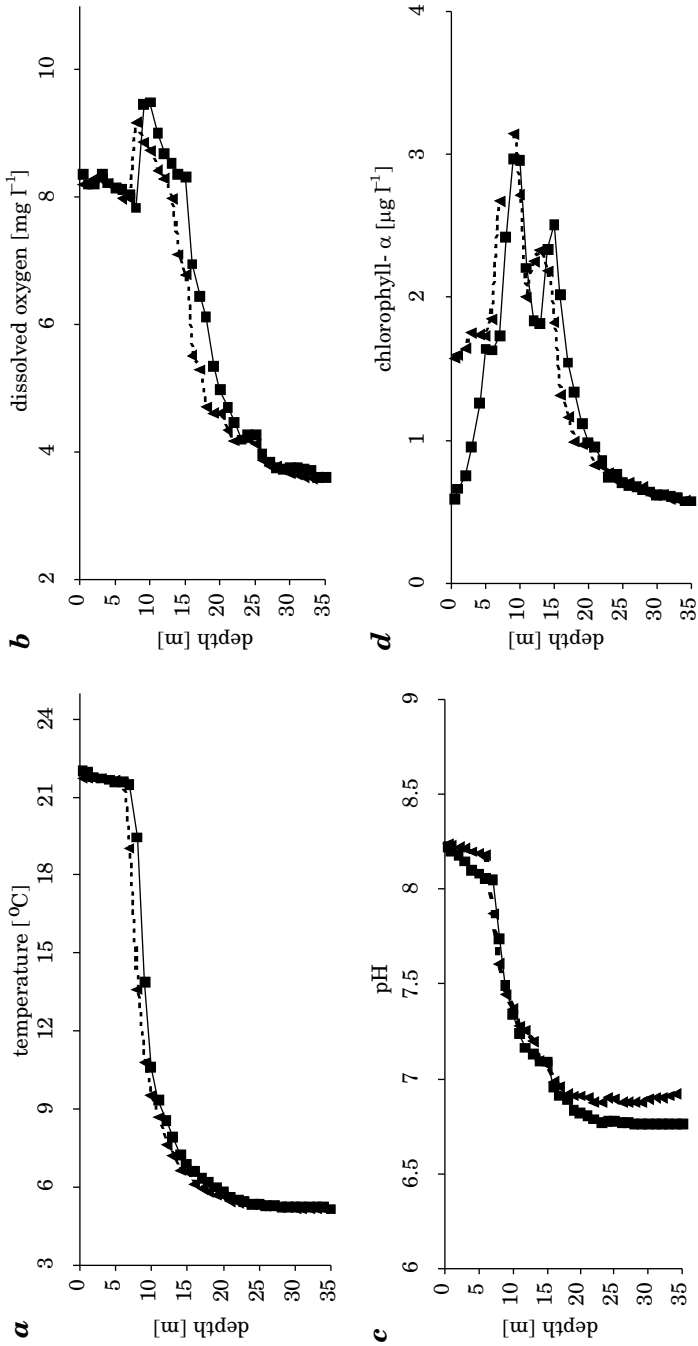 a
temperature [ °C]
3 6 9 12 15 18 21 24
depth [m]
0
5
10
15
20
25
30
35
b
dissolved oxygen [mg l⁻¹]
2 4 6 8 10
depth [m]
0
5
10
15
20
25
30
35
c
pH
6 6.5 7 7.5 8 8.5 9
depth [m]
0
5
10
15
20
25
30
35
d
chlorophyll- α [µg l⁻¹]
0 1 2 3 4
depth [m]
0
5
10
15
20
25
30
35